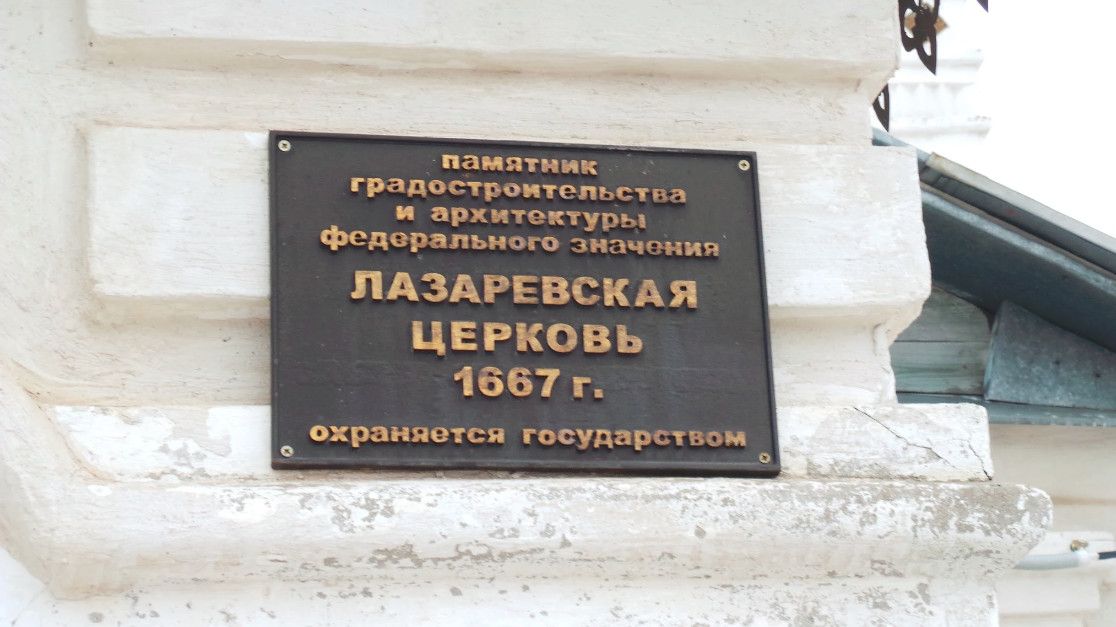 памятник
градостроительства
и архитектуры
федерального значения
ЛАЗАРЕВСКАЯ
ЦЕРКОВЬ
1667 г.
охраняется государством